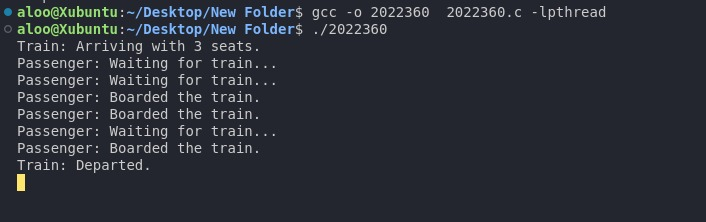 aloo@Xubuntu:~/Desktop/New Folder$ gcc -o 2022360  2022360.c -lpthread
aloo@Xubuntu:~/Desktop/New Folder$ ./2022360
Train: Arriving with 3 seats.
Passenger: Waiting for train...
Passenger: Waiting for train...
Passenger: Boarded the train.
Passenger: Boarded the train.
Passenger: Waiting for train...
Passenger: Boarded the train.
Train: Departed.